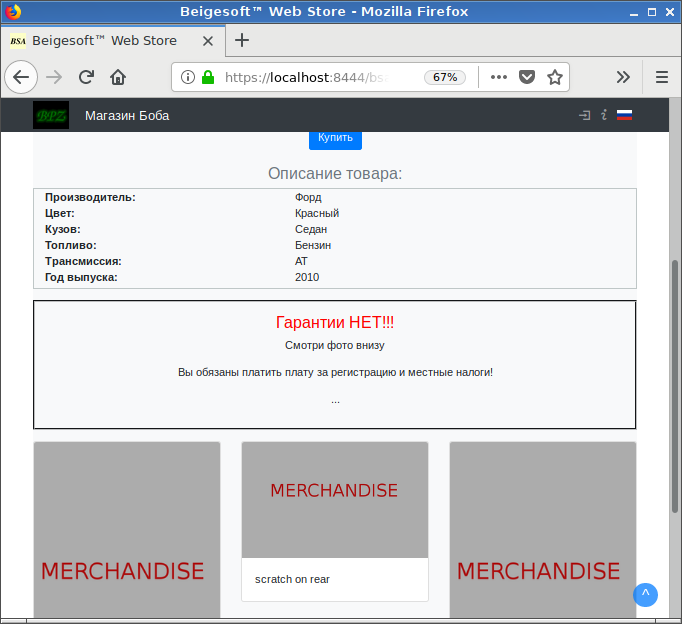 Beigesoft™ Web Store - Mozilla Firefox
BSA Beigesoft™ Web Store
https://localhost:8444/bsa 67%
BPZ Магазин Боба
Купить
Описание товара:
Производитель: Форд
Цвет: Красный
Кузов: Седан
Топливо: Бензин
Трансмиссия: АТ
Год выпуска: 2010
Гарантии НЕТ!!!
Смотри фото внизу
Вы обязаны платить плату за регистрацию и местные налоги!
...
MERCHANDISE
scratch on rear
MERCHANDISE
MERCHANDISE